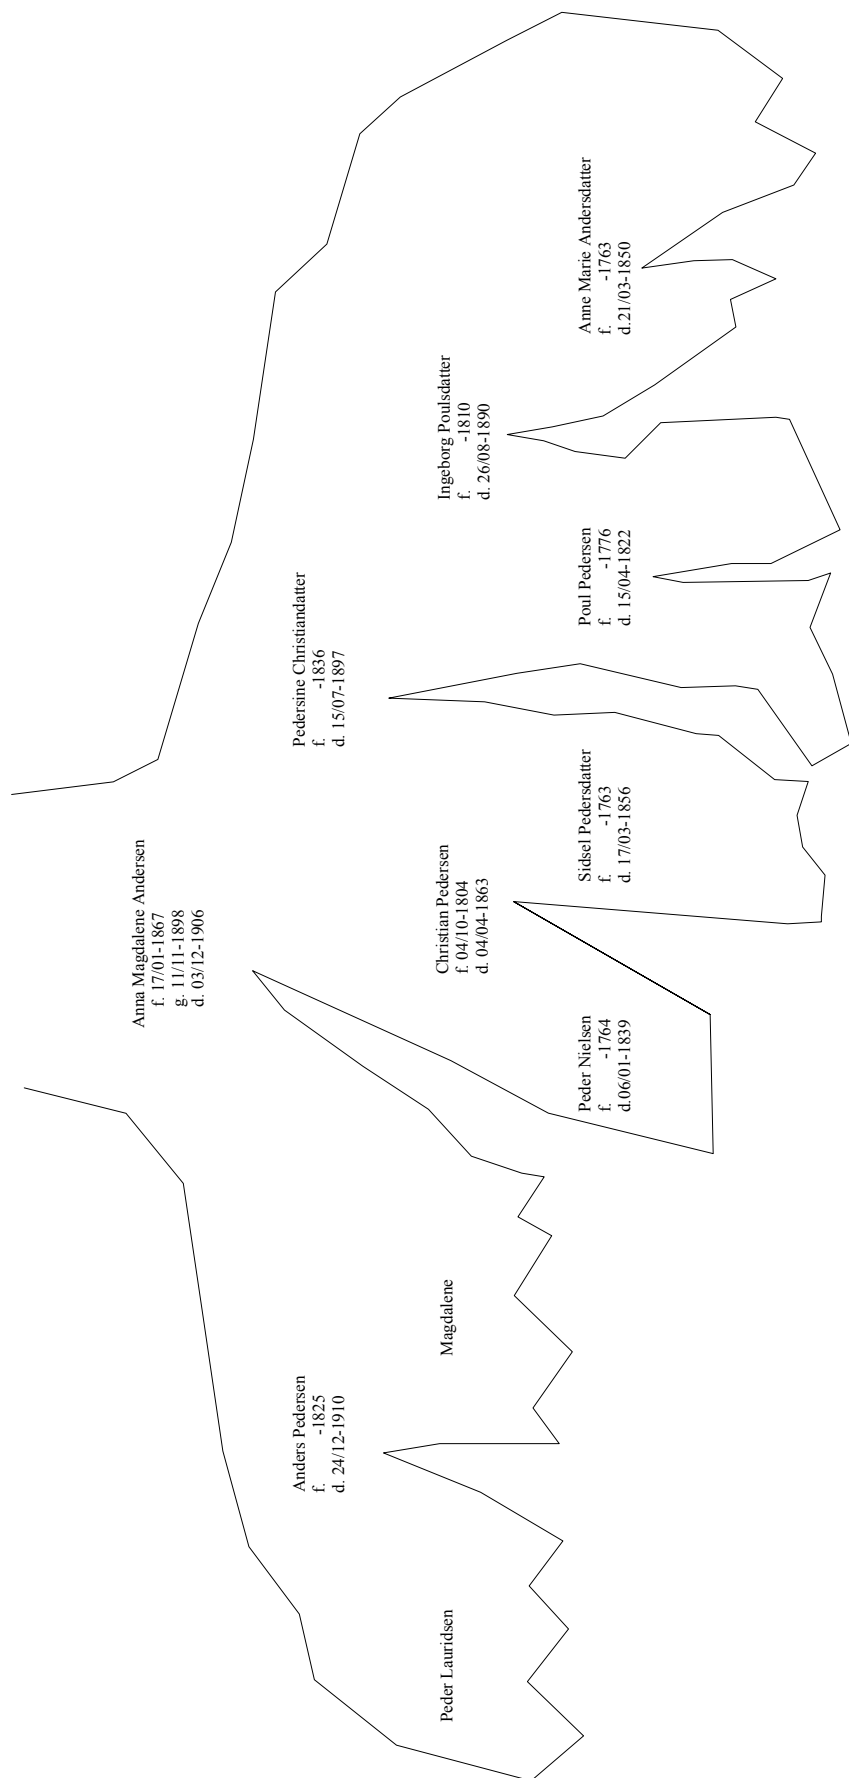 Anna Magdalene Andersen
f. 17/01-1867
g. 11/11-1898
d. 03/12-1906
Anders Pedersen
f. -1825
d. 24/12-1910
Pedersine Christiandatter
f. -1836
d. 15/07-1897
Peder Lauridsen
Magdalene
Christian Pedersen
f. 04/10-1804
d. 04/04-1863
Ingeborg Poulsdatter
f. -1810
d. 26/08-1890
Peder Nielsen
f. -1764
d.06/01-1839
Sidsel Pedersdatter
f. -1763
d. 17/03-1856
Poul Pedersen
f. -1776
d. 15/04-1822
Anne Marie Andersdatter
f. -1763
d.21/03-1850